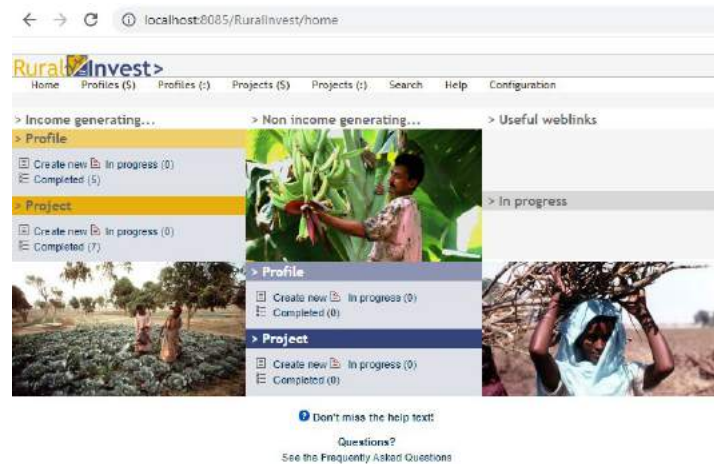 localhost:8085/RuralInvest/home
Rural Invest>
Home Profiles ($) Profiles (:) Projects ($) Projects (:) Search Help Configuration
> Income generating...
> Profile
Create new In progress (0)
Completed (5)
> Project
Create new In progress (0)
Completed (7)
> Non income generating...
> Profile
Create new In progress (0)
Completed (0)
> Project
Create new In progress (0)
Completed (0)
> Useful weblinks
> In progress
Don't miss the help text!
Questions?
See the Frequently Asked Questions